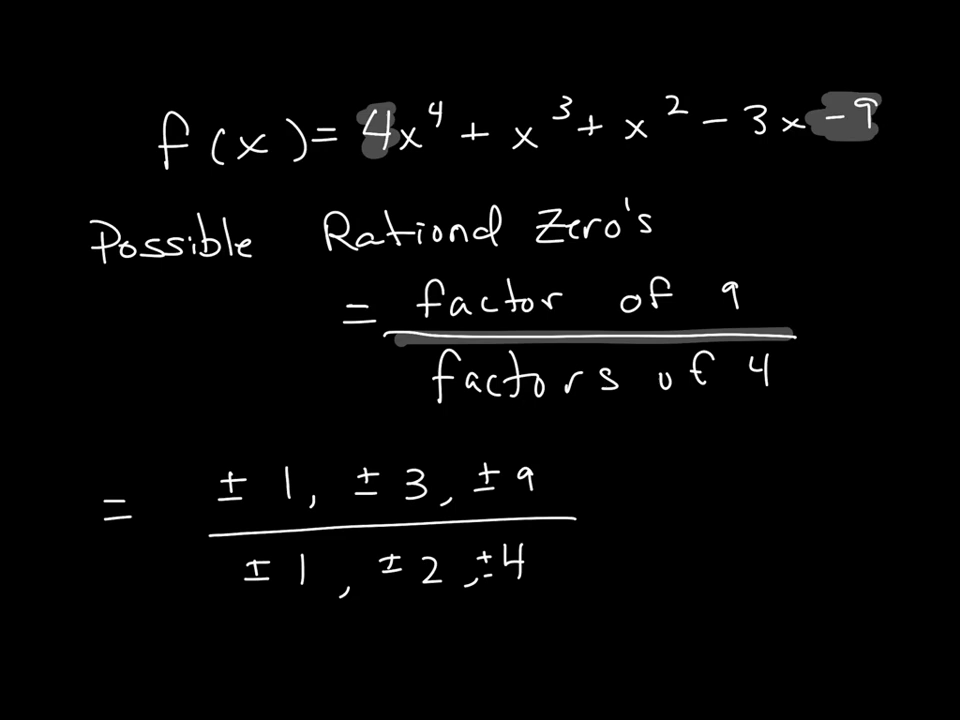 f(x) = 4x⁴ + x³ + x² - 3x - 9
Possible Rational Zero's
= factor of 9
factors of 4
= ± 1, ± 3, ± 9
± 1, ± 2, ± 4